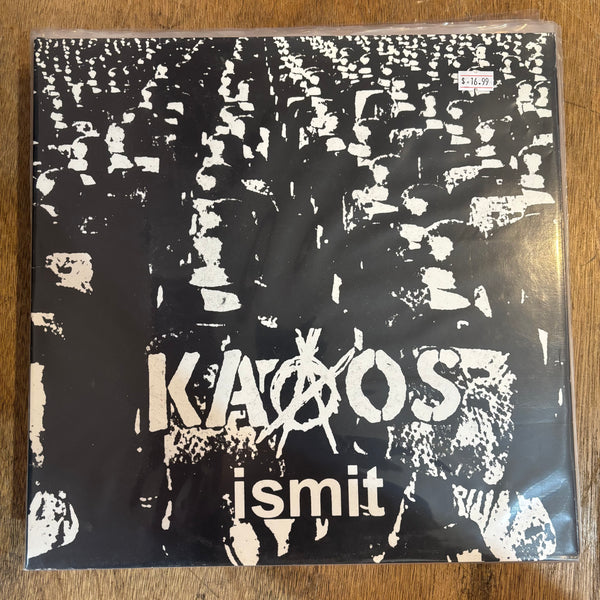 $ 16.99
KAAOS
ismit